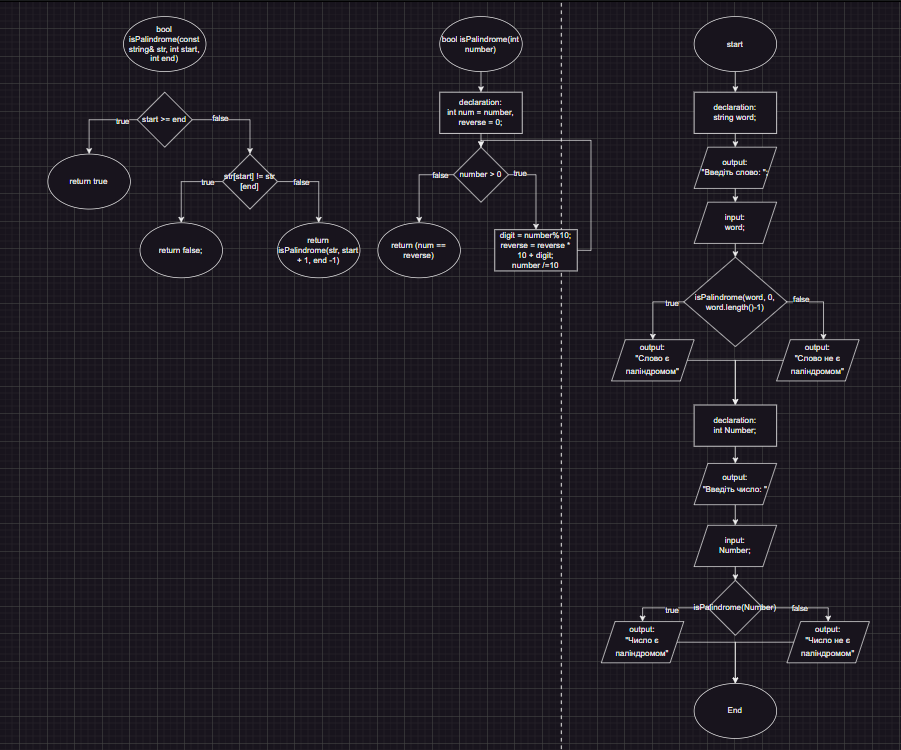 bool
isPalindrome(const
string& str, int start,
int end)
start >= end
true
false
return true
str[start] != str
[end]
true
false
return false;
return
isPalindrome(str, start
+ 1, end -1)
bool isPalindrome(int
number)
declaration:
int num = number,
reverse = 0;
number > 0
false
true
return (num ==
reverse)
digit = number%10;
reverse = reverse *
10 + digit;
number /=10
start
declaration:
string word;
output:
"Введіть слово: ";
input:
word;
isPalindrome(word, 0,
word.length()-1)
true
false
output:
"Слово є
паліндромом"
output:
"Слово не є
паліндромом"
declaration:
int Number;
output:
"Введіть число: "
input:
Number;
isPalindrome(Number)
true
false
output:
"Число є
паліндромом"
output:
"Число не є
паліндромом"
End